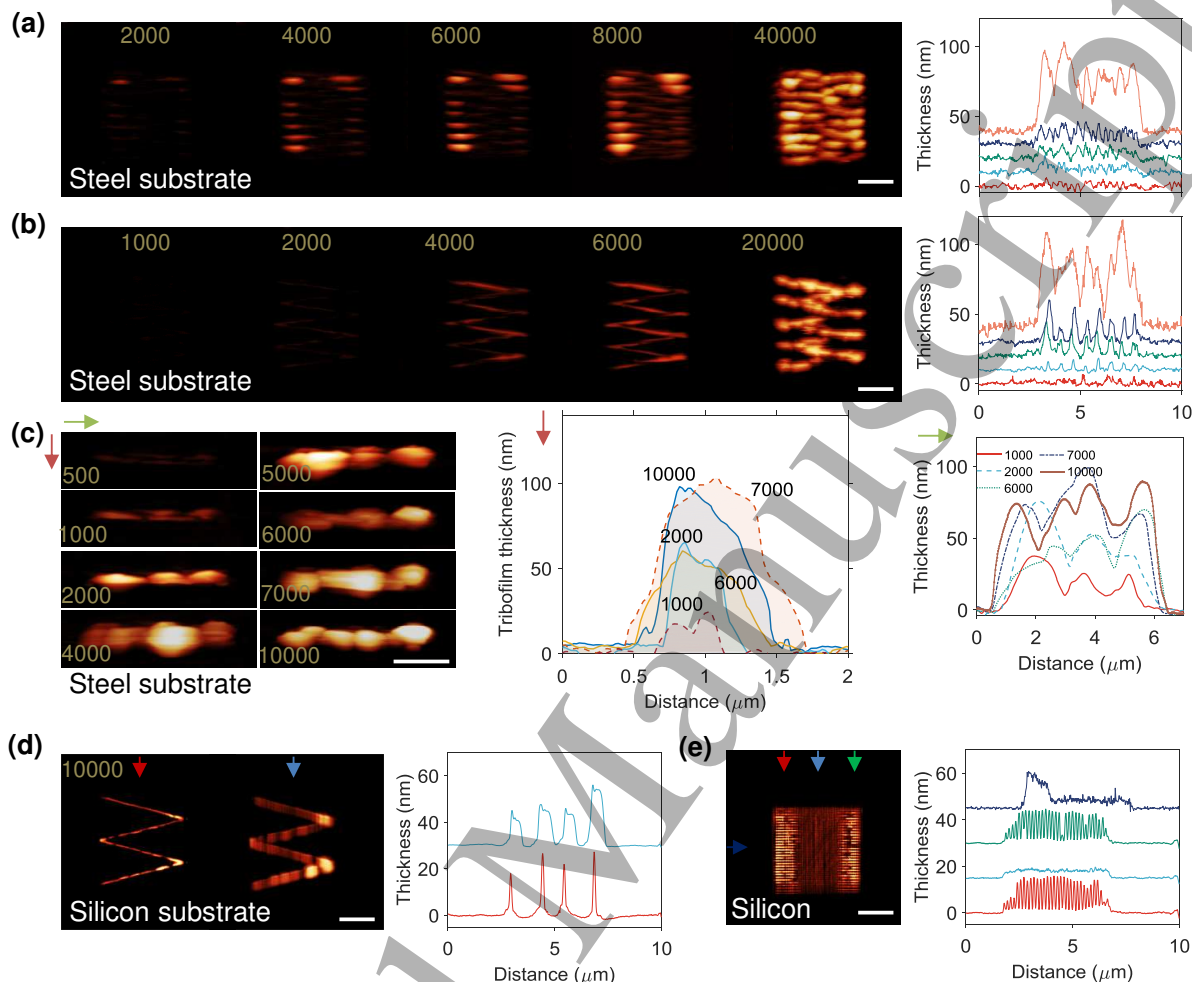 (a)
2000 4000 6000 8000 40000
Steel substrate
Thickness (nm)
100
50
0
0 5 10
(b)
1000 2000 4000 6000 20000
Steel substrate
Thickness (nm)
100
50
0
0 5 10
(c)
500 5000
1000 6000
2000 7000
4000 10000
Steel substrate
Tribofilm thickness (nm)
100
50
0
10000
7000
2000
6000
1000
0 0.5 1 1.5 2
Distance (μm)
Thickness (nm)
100
50
0
1000 7000
2000 10000
6000
0 2 4 6
Distance (μm)
(d)
10000
Silicon substrate
Thickness (nm)
60
40
20
0
0 5 10
Distance (μm)
(e)
Silicon
Thickness (nm)
60
40
20
0
0 5 10
Distance (μm)